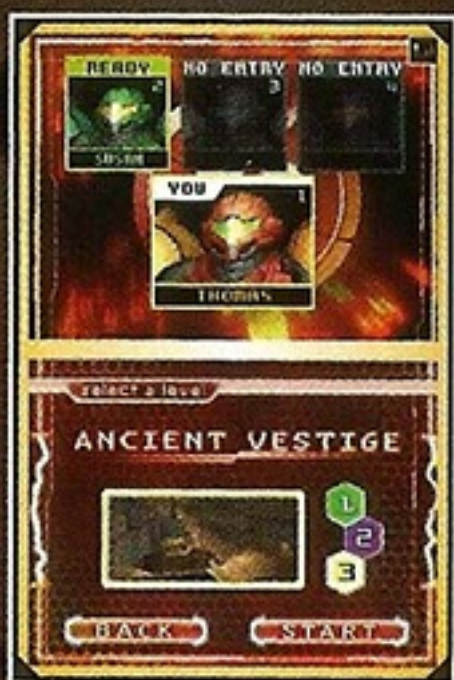 READY NO ENTRY NO ENTRY
2 3 4
SUSAN
YOU 1
THOMAS
select a level
ANCIENT VESTIGE
1
2
3
BACK START